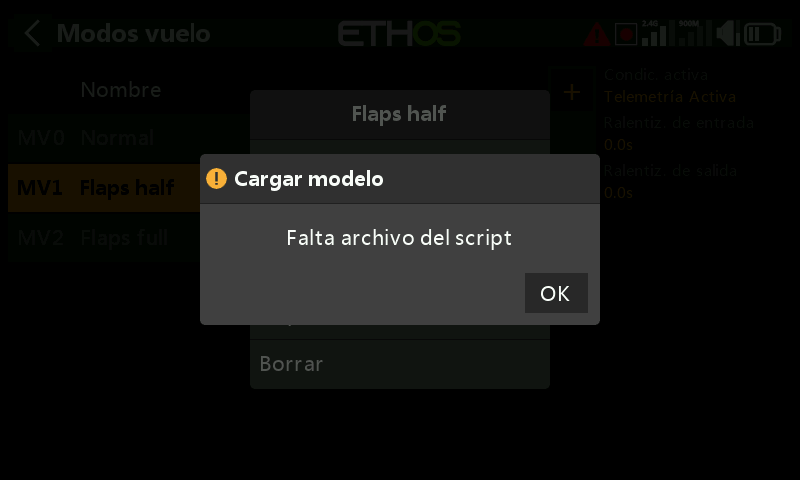 Modos vuelo
ETHOS
2.4G
900M
Nombre
Flaps half
+
Condic. activa
Telemetría Activa
MV0 Normal
Ralentiz. de entrada
0.0s
MV1 Flaps half
Ralentiz. de salida
0.0s
MV2 Flaps full
Cargar modelo
Falta archivo del script
OK
Borrar